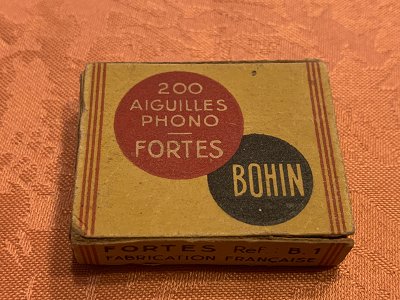 200
AIGUILLES
PHONO
FORTES
BOHIN
FORTES Ref. B.1
FABRICATION FRANÇAISE